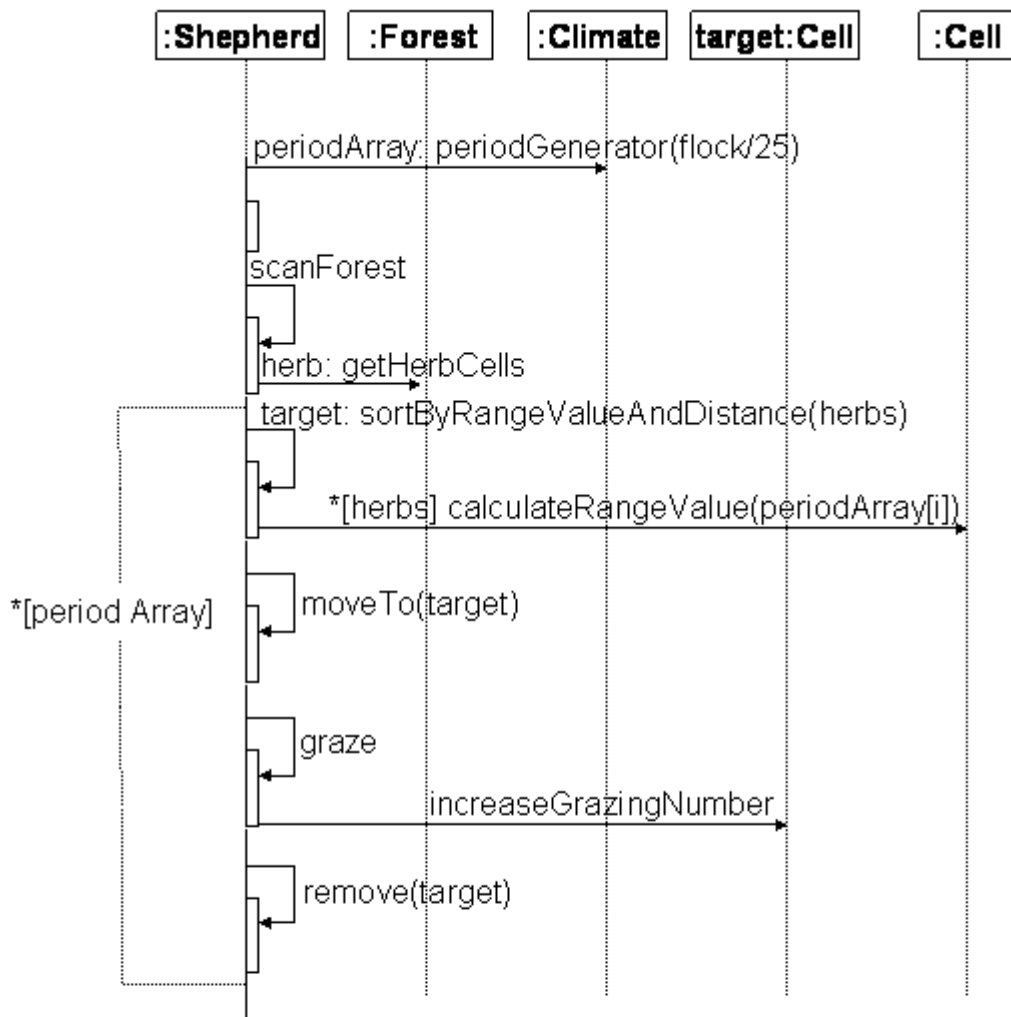 :Shepherd :Forest :Climate target:Cell :Cell
periodArray: periodGenerator(flock/25)
scanForest
herb: getHerbCells
target: sortByRangeValueAndDistance(herbs)
*[herbs] calculateRangeValue(periodArray[i])
*[period Array]
moveTo(target)
graze
increaseGrazingNumber
remove(target)